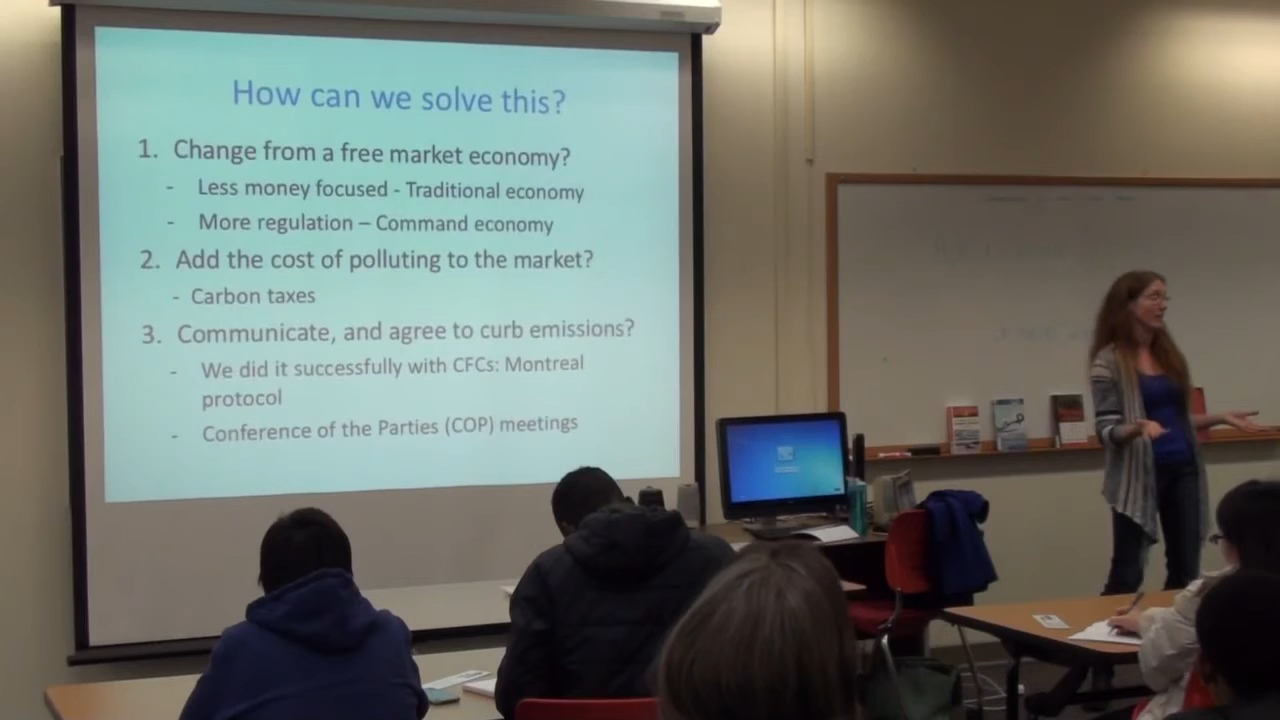 How can we solve this?
1. Change from a free market economy?
- Less money focused - Traditional economy
- More regulation – Command economy
2. Add the cost of polluting to the market?
- Carbon taxes
3. Communicate, and agree to curb emissions?
- We did it successfully with CFCs: Montreal
protocol
- Conference of the Parties (COP) meetings